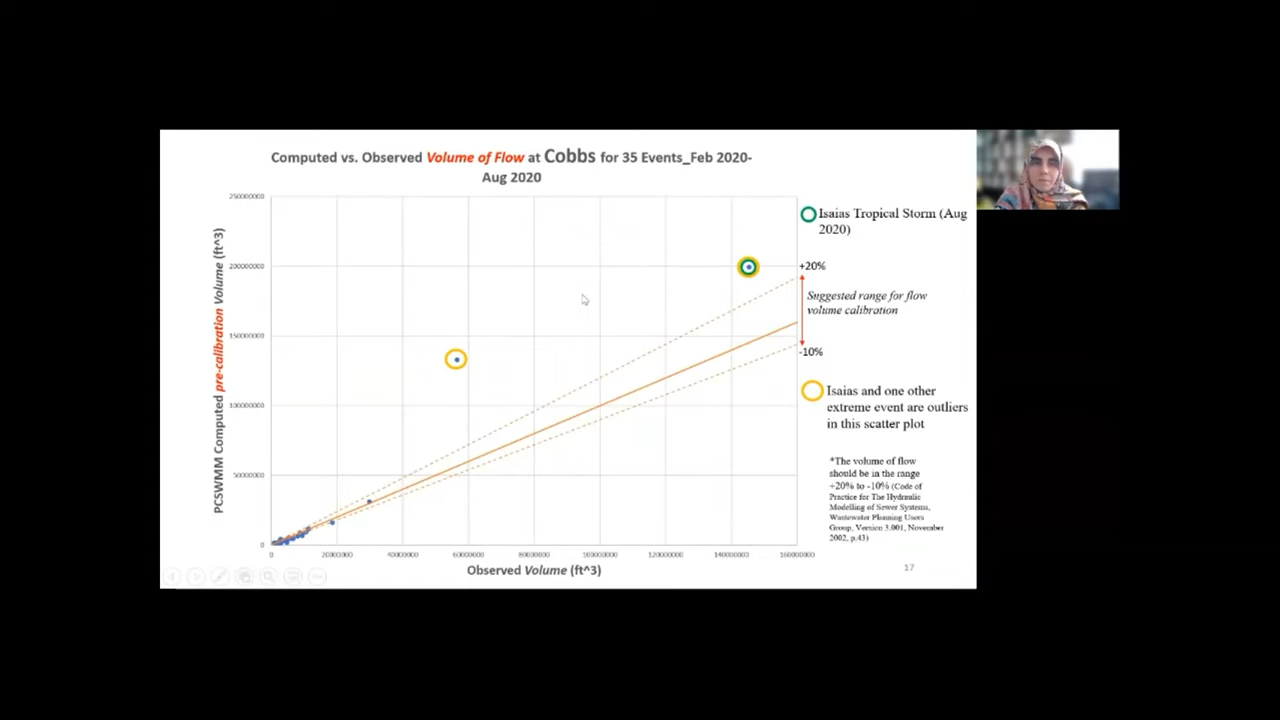 Computed vs. Observed Volume of Flow at Cobbs for 35 Events_Feb 2020-
Aug 2020
PCSWMM Computed pre-calibration Volume (ft^3)
250000000
200000000
150000000
100000000
50000000
0
0
20000000
40000000
60000000
80000000
100000000
120000000
140000000
160000000
Observed Volume (ft^3)
Isaias Tropical Storm (Aug
2020)
+20%
Suggested range for flow
volume calibration
-10%
Isaias and one other
extreme event are outliers
in this scatter plot
*The volume of flow
should be in the range
+20% to -10% (Code of
Practice for The Hydraulic
Modelling of Sewer Systems,
Wastewater Planning Users
Group, Version 3.001, November
2002, p.43)
17